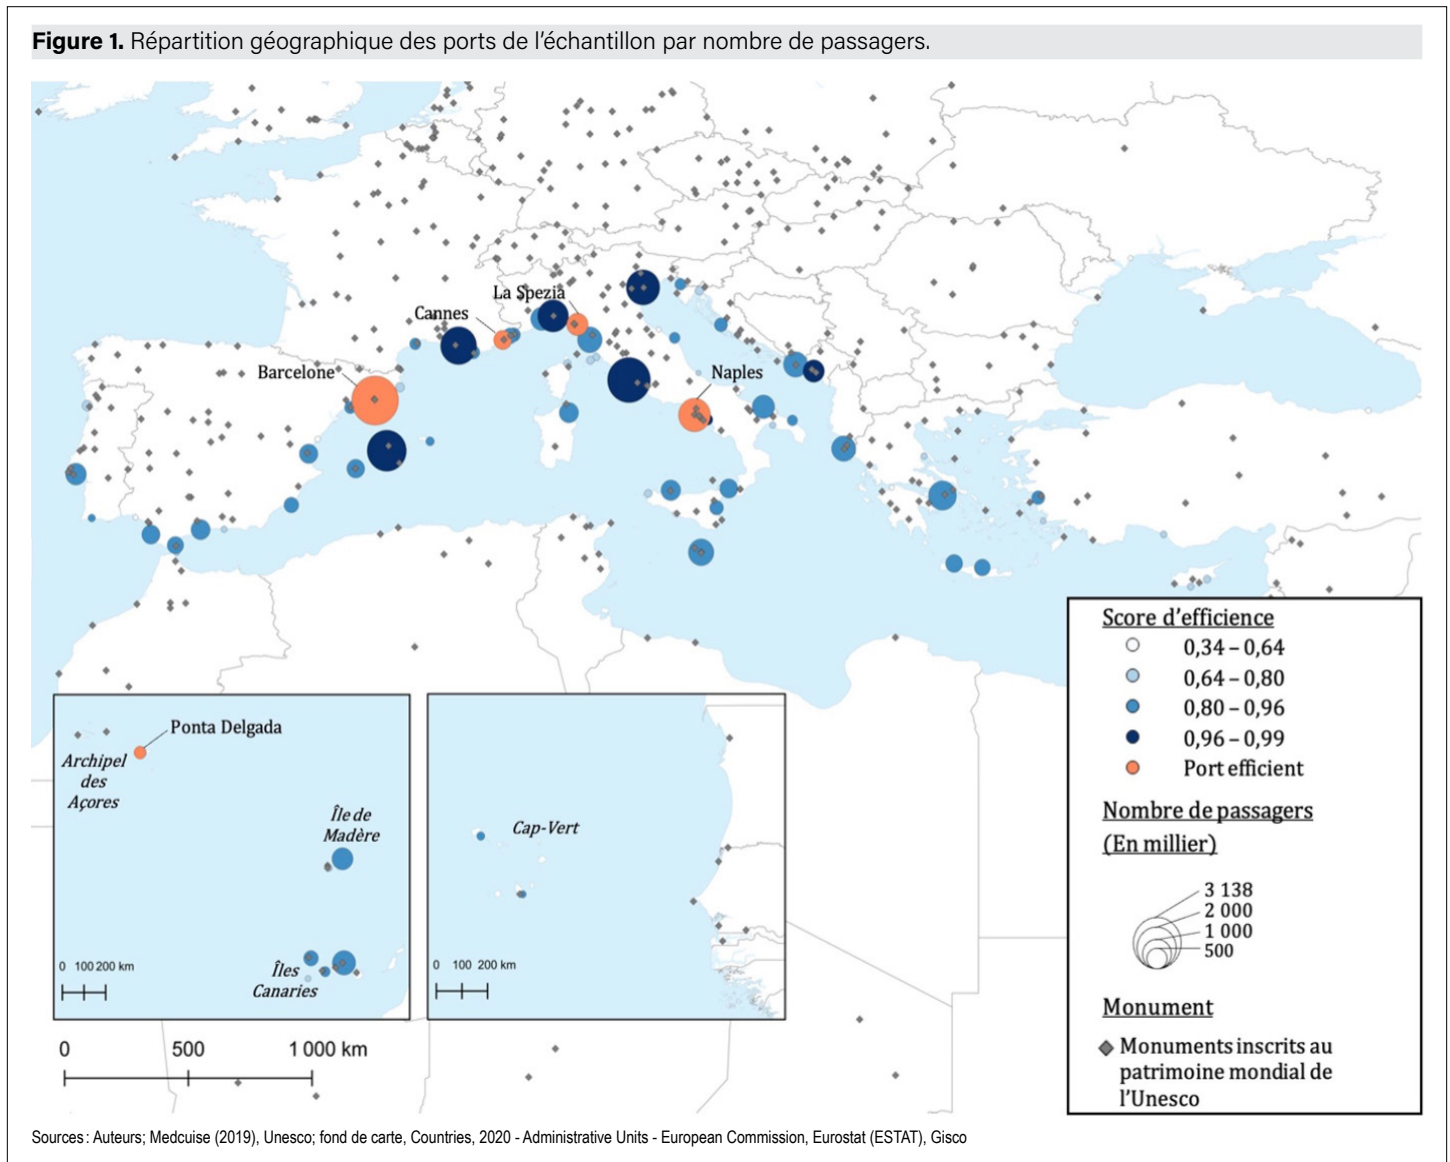 Figure 1. Répartition géographique des ports de l'échantillon par nombre de passagers.
La Spezia
Cannes
Barcelone
Naples
Ponta Delgada
Archipel
des
Açores
Île de
Madère
Îles
Canaries
0 100 200 km
Cap-Vert
0 100 200 km
0 500 1 000 km
Score d'efficience
0,34 – 0,64
0,64 – 0,80
0,80 – 0,96
0,96 – 0,99
Port efficient
Nombre de passagers
(En millier)
3 138
2 000
1 000
500
Monument
Monuments inscrits au
patrimoine mondial de
l'Unesco
Sources : Auteurs; Medcuise (2019), Unesco; fond de carte, Countries, 2020 - Administrative Units - European Commission, Eurostat (ESTAT), Gisco